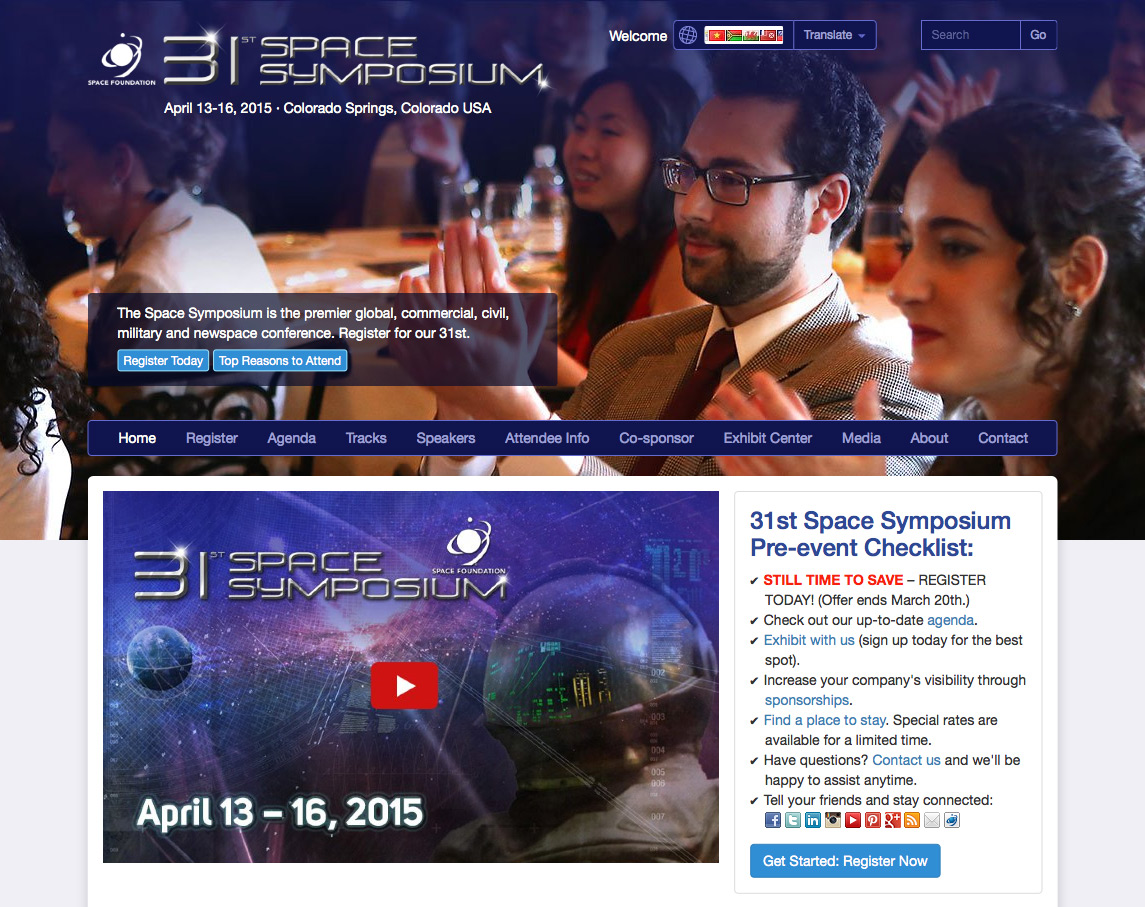 Welcome
Translate
Search
Go
SPACE FOUNDATION
31ST SPACE
SYMPOSIUM
April 13-16, 2015 · Colorado Springs, Colorado USA
The Space Symposium is the premier global, commercial, civil,
military and newspace conference. Register for our 31st.
Register Today Top Reasons to Attend
Home Register Agenda Tracks Speakers Attendee Info Co-sponsor Exhibit Center Media About Contact
31ST SPACE
SYMPOSIUM
SPACE FOUNDATION
002
003
004
005
006
007
April 13 – 16, 2015
31st Space Symposium
Pre-event Checklist:
✔ STILL TIME TO SAVE – REGISTER
TODAY! (Offer ends March 20th.)
✔ Check out our up-to-date agenda.
✔ Exhibit with us (sign up today for the best
spot).
✔ Increase your company's visibility through
sponsorships.
✔ Find a place to stay. Special rates are
available for a limited time.
✔ Have questions? Contact us and we'll be
happy to assist anytime.
✔ Tell your friends and stay connected:
Get Started: Register Now